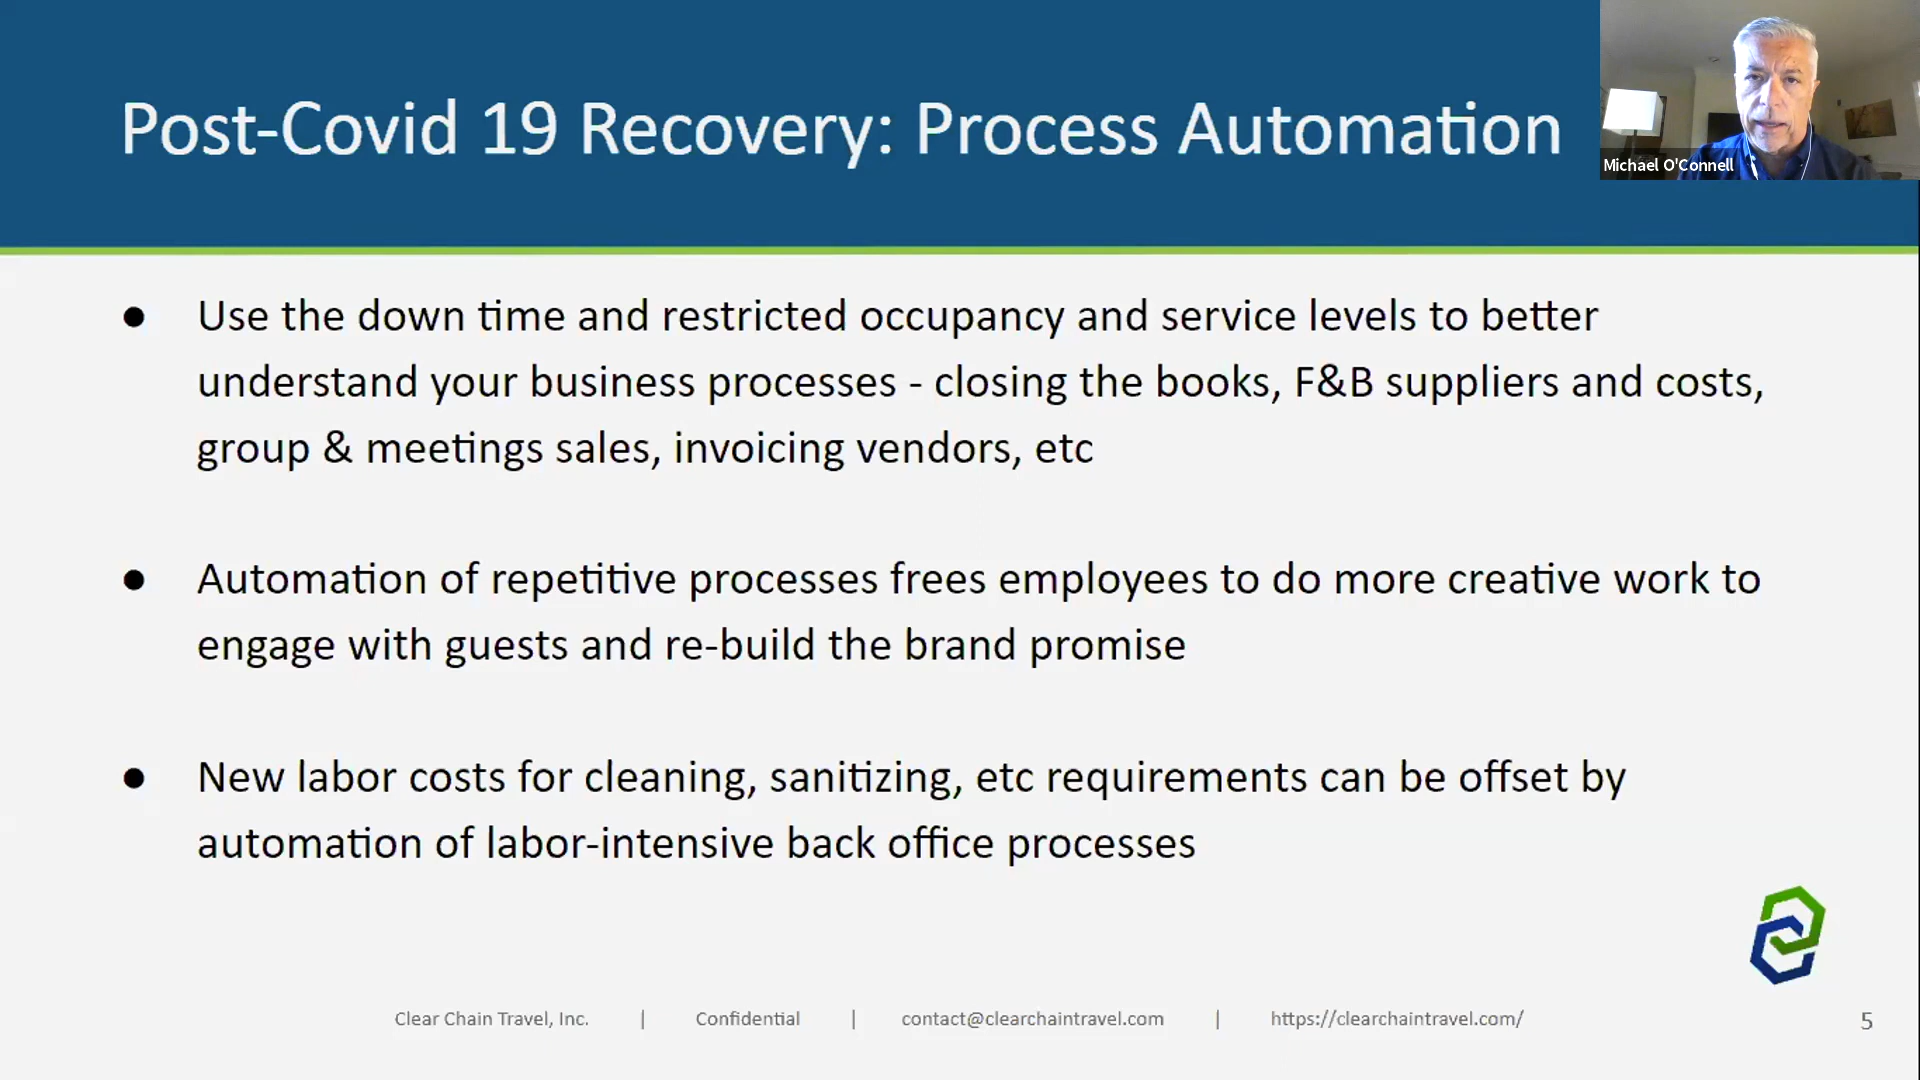 Post-Covid 19 Recovery: Process Automation
Michael O'Connell
● Use the down time and restricted occupancy and service levels to better
understand your business processes - closing the books, F&B suppliers and costs,
group & meetings sales, invoicing vendors, etc
● Automation of repetitive processes frees employees to do more creative work to
engage with guests and re-build the brand promise
● New labor costs for cleaning, sanitizing, etc requirements can be offset by
automation of labor-intensive back office processes
Clear Chain Travel, Inc. | Confidential | contact@clearchaintravel.com | https://clearchaintravel.com/ 5